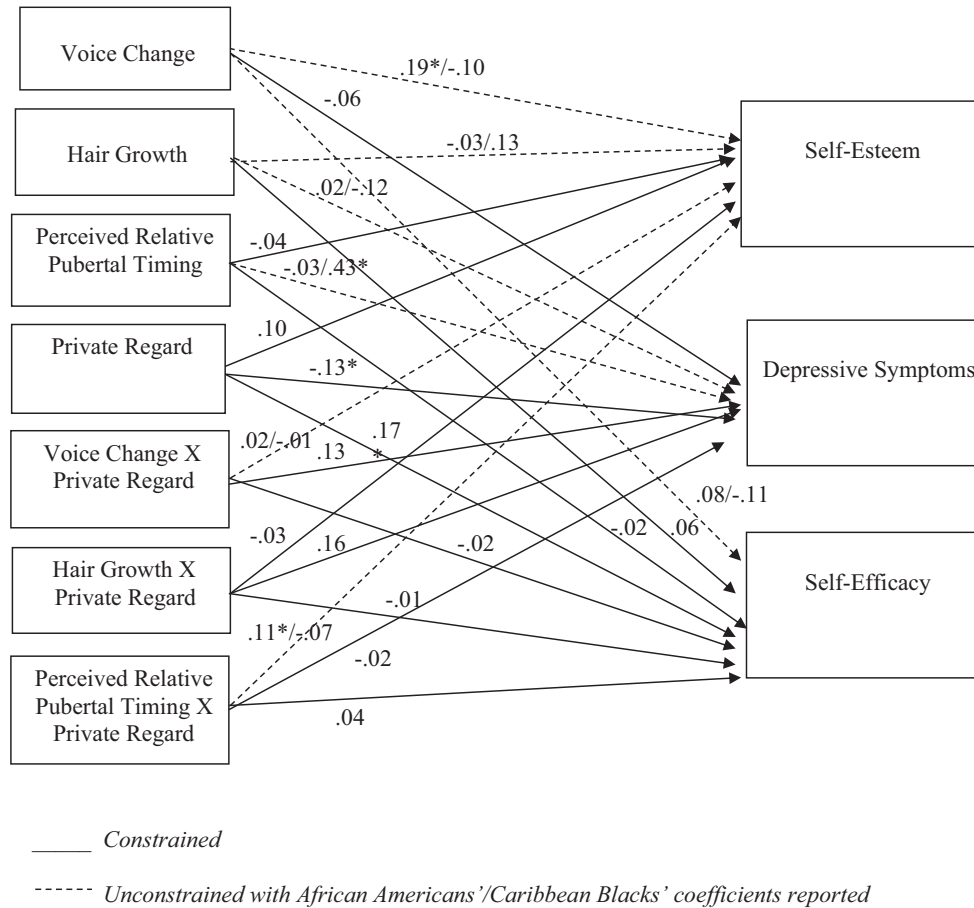 Voice Change
Hair Growth
Perceived Relative
Pubertal Timing
Private Regard
Voice Change X
Private Regard
Hair Growth X
Private Regard
Perceived Relative
Pubertal Timing X
Private Regard
.19*/-.10
-.06
-.03/.13
.02/-.12
-.04
-.03/.43*
.10
-.13*
.02/-.01
.13
.17
*
.08/-.11
-.03
.16
-.02
-.02
.06
-.01
.11*/-.07
-.02
.04
Self-Esteem
Depressive Symptoms
Self-Efficacy
Constrained
Unconstrained with African Americans’/Caribbean Blacks’ coefficients reported